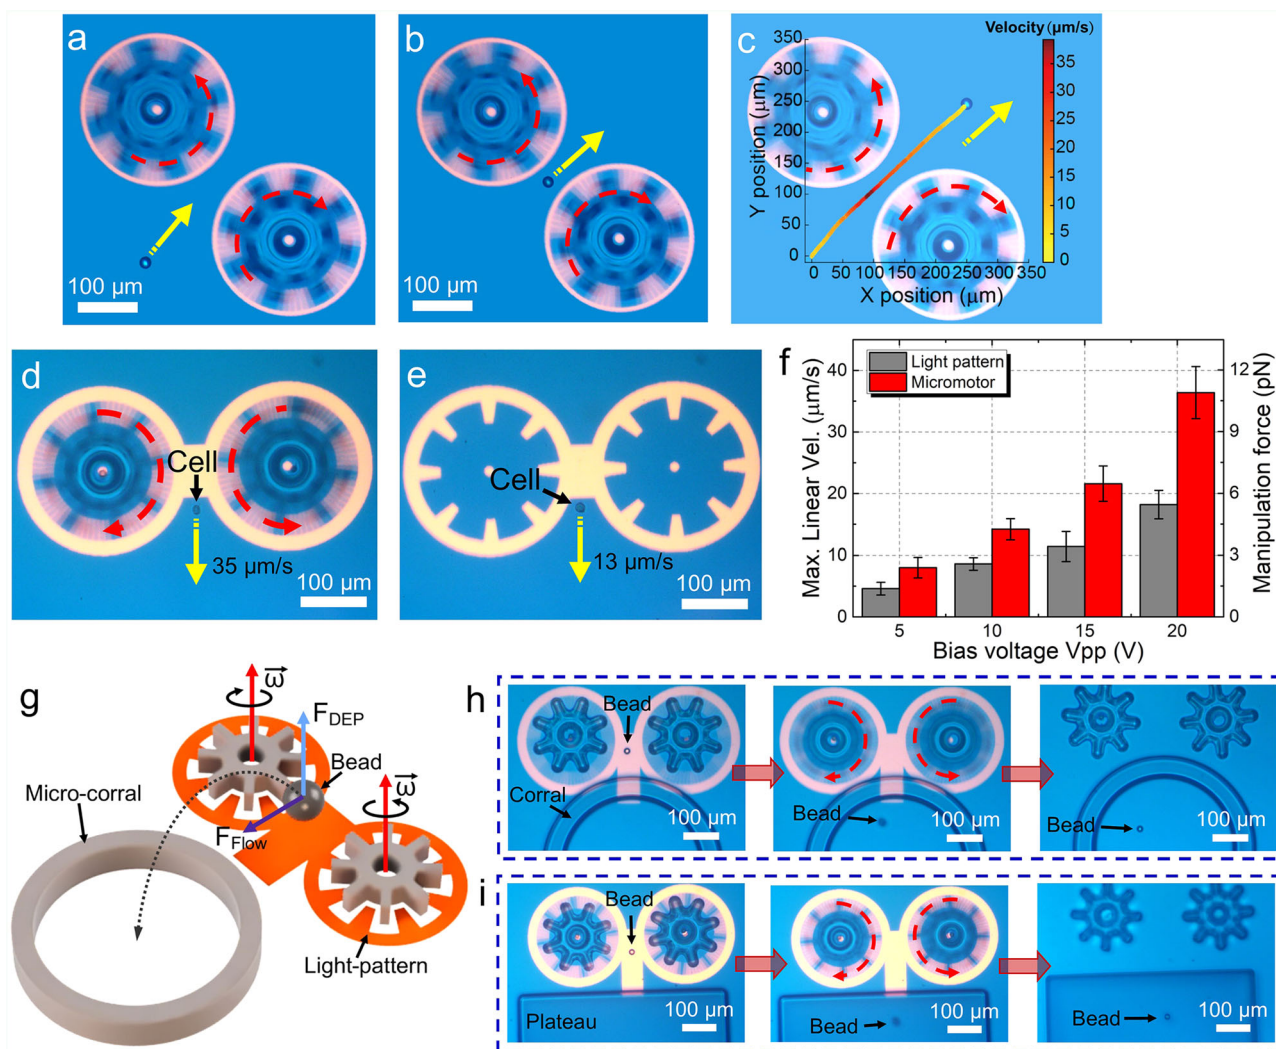 a
100 µm
b
100 µm
c
Velocity (µm/s)
350
300
250
200
150
100
50
0
Y position (µm)
0 50 100 150 200 250 300 350
X position (µm)
35
30
25
20
15
10
5
0
d
Cell
35 µm/s
100 µm
e
Cell
13 µm/s
100 µm
f
Light pattern
Micromotor
40
30
20
10
0
Max. Linear Vel. (µm/s)
12
9
6
3
0
Manipulation force (pN)
5 10 15 20
Bias voltage Vpp (V)
g
ω
F_DEP
Bead
ω
Micro-corral
F_Flow
Light-pattern
h
Bead
Corral
100 µm
Bead
100 µm
Bead
100 µm
i
Bead
Plateau
100 µm
Bead
100 µm
Bead
100 µm